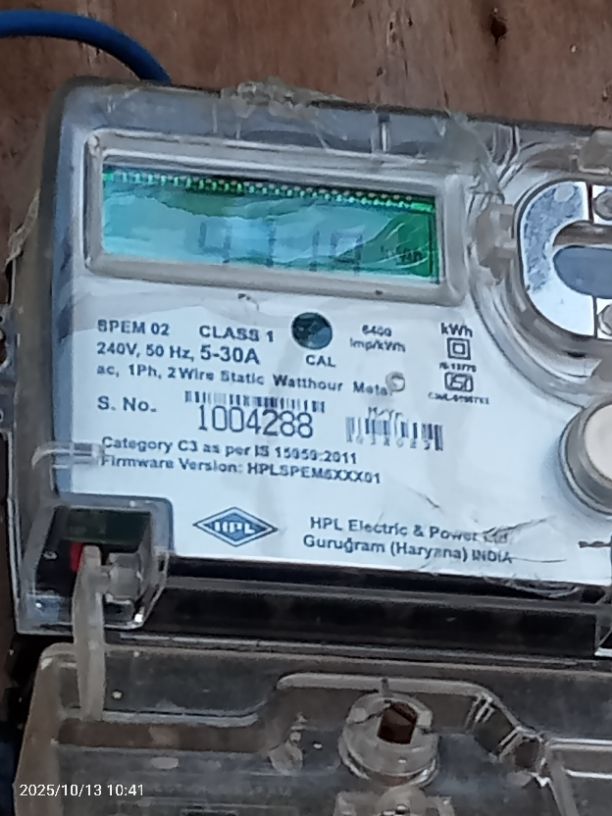 SPEM 02 CLASS 1
6400
imp/kWh
kWh
240V, 50 Hz, 5-30A
CAL
ac, 1Ph, 2Wire Static Watthour Meter
S. No.
1004288
Category C3 as per IS 15959:2011
Firmware Version: HPLSPEM6XXX01
HPL
HPL Electric & Power Ltd.
Gurugram (Haryana) INDIA
2025/10/13 10:41